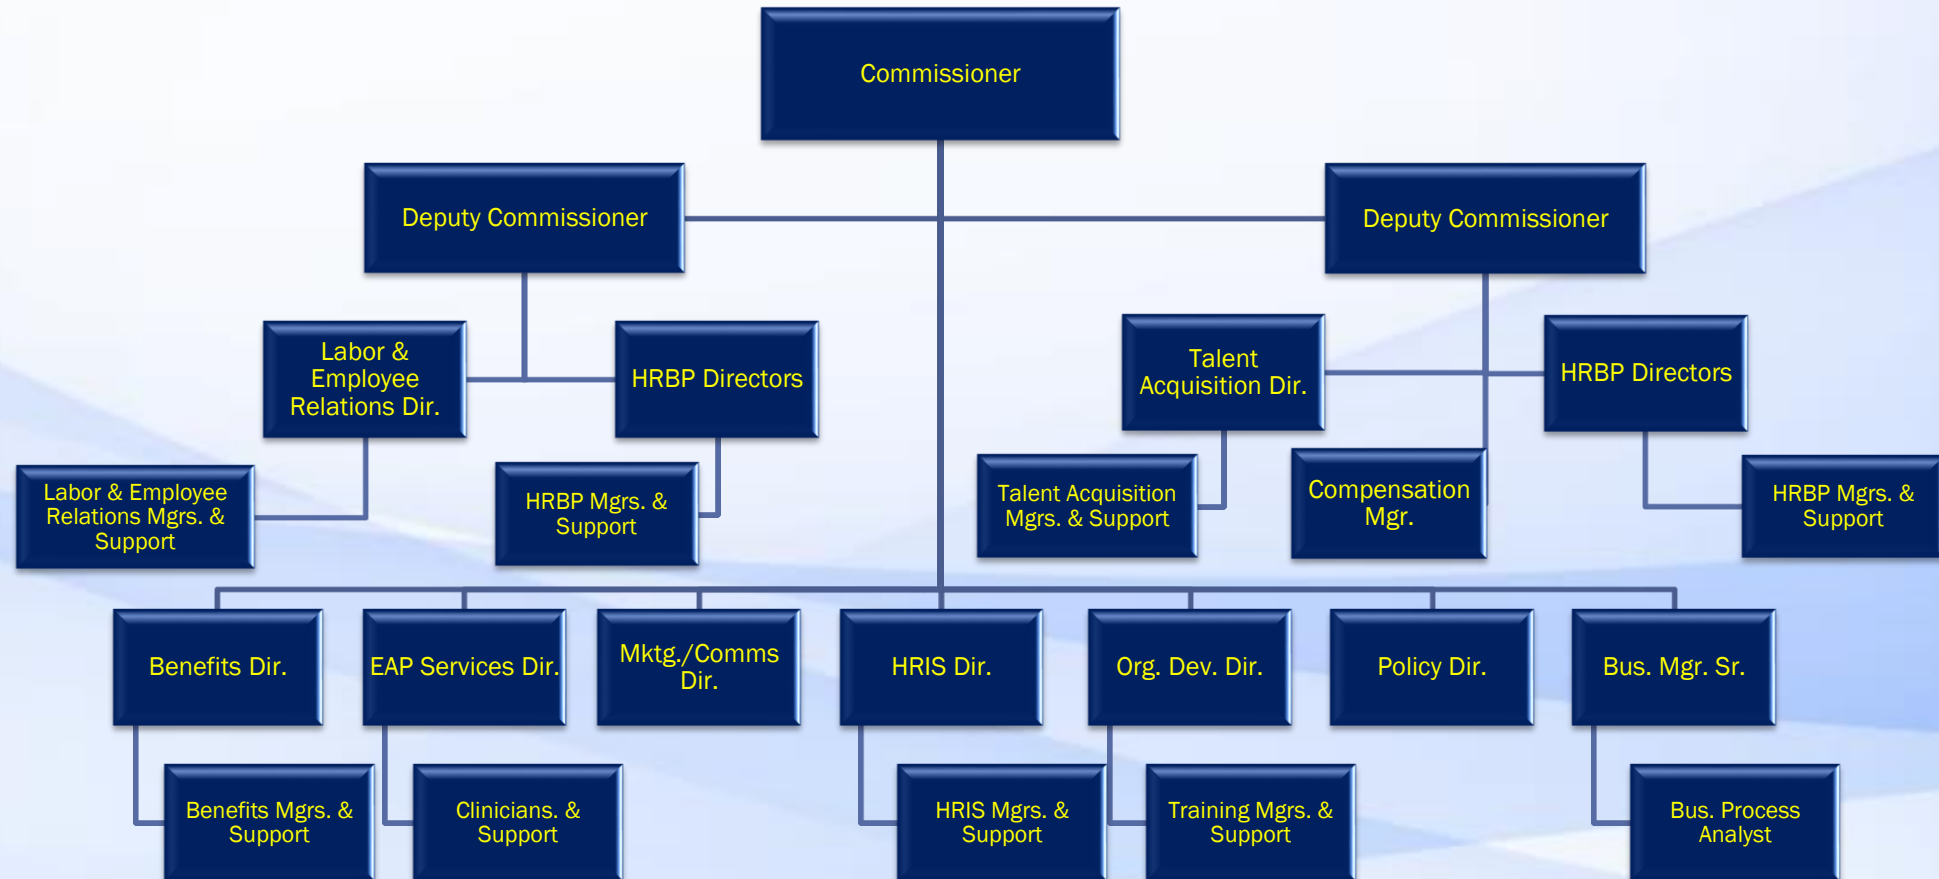 Commissioner
Deputy Commissioner
Deputy Commissioner
Labor &
Employee
Relations Dir.
HRBP Directors
Talent
Acquisition Dir.
HRBP Directors
Labor & Employee
Relations Mgrs. &
Support
HRBP Mgrs. &
Support
Talent Acquisition
Mgrs. & Support
Compensation
Mgr.
HRBP Mgrs. &
Support
Benefits Dir.
EAP Services Dir.
Mktg./Comms
Dir.
HRIS Dir.
Org. Dev. Dir.
Policy Dir.
Bus. Mgr. Sr.
Benefits Mgrs. &
Support
Clinicians. &
Support
HRIS Mgrs. &
Support
Training Mgrs. &
Support
Bus. Process
Analyst